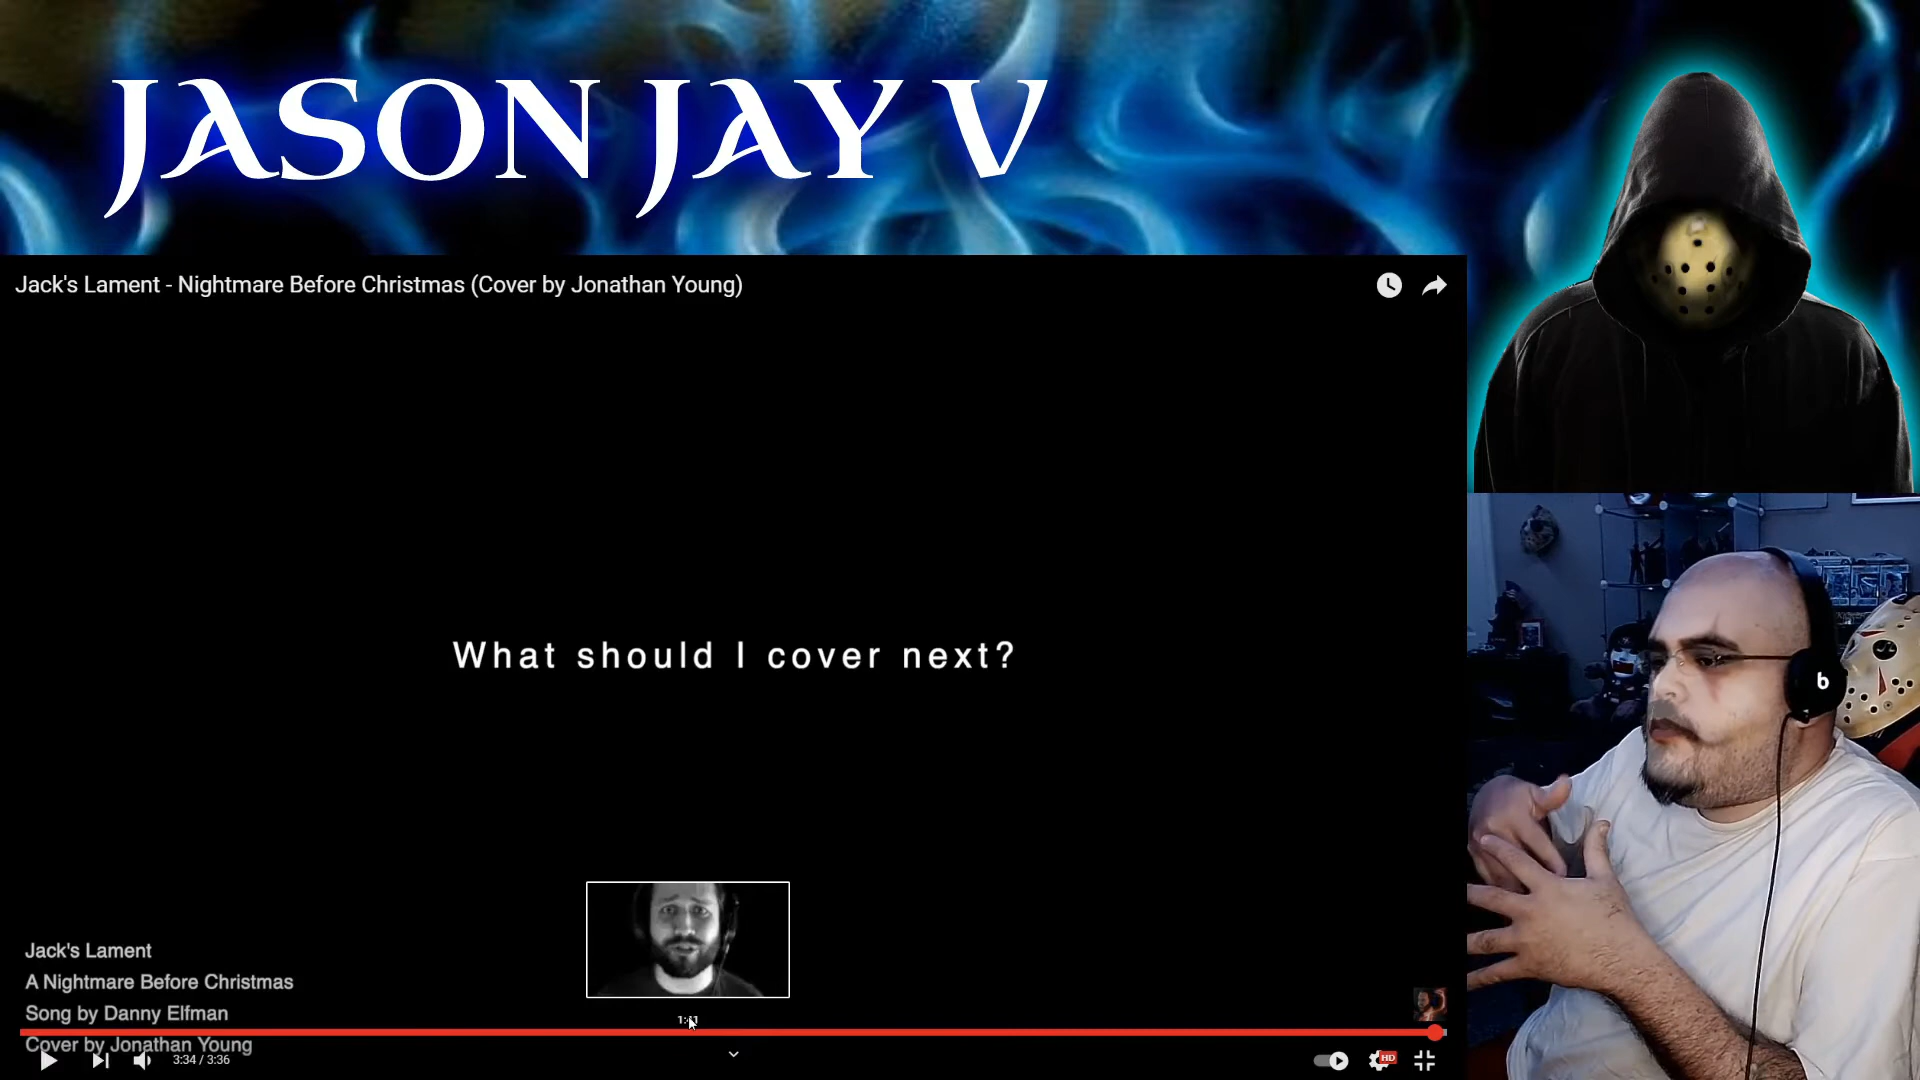 JASON JAY V
Jack's Lament - Nightmare Before Christmas (Cover by Jonathan Young)
What should I cover next?
Jack's Lament
A Nightmare Before Christmas
Song by Danny Elfman
Cover by Jonathan Young
3:34 / 3:36
HD
b